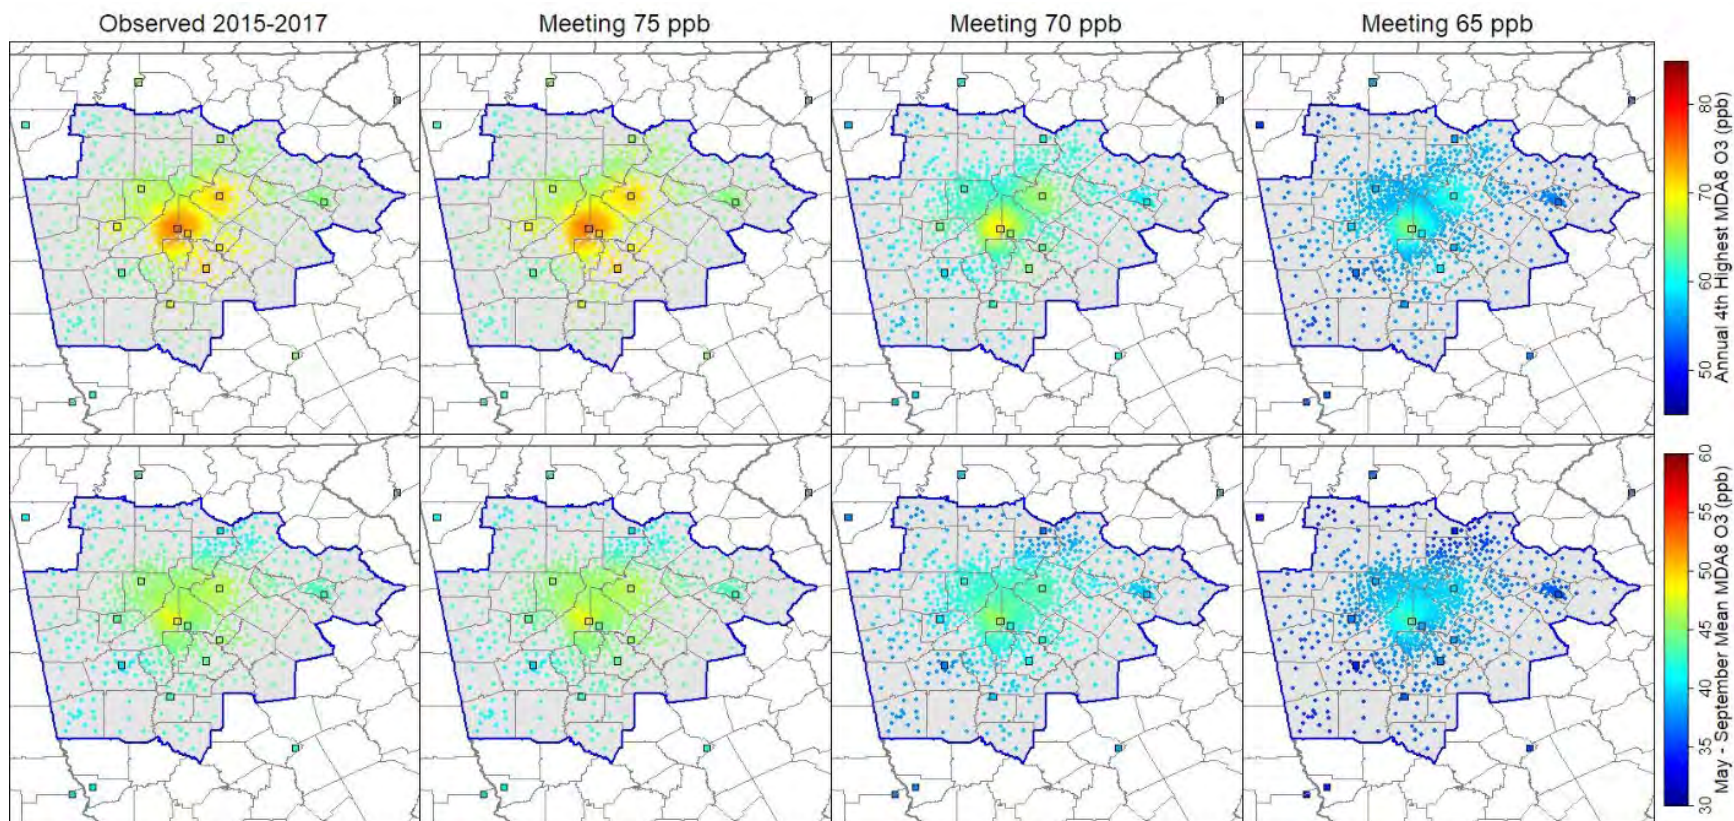 Observed 2015-2017
Meeting 75 ppb
Meeting 70 ppb
Meeting 65 ppb
80
70
60
50
Annual 4th Highest MDA8 O3 (ppb)
60
55
50
45
40
35
30
May - September Mean MDA8 O3 (ppb)